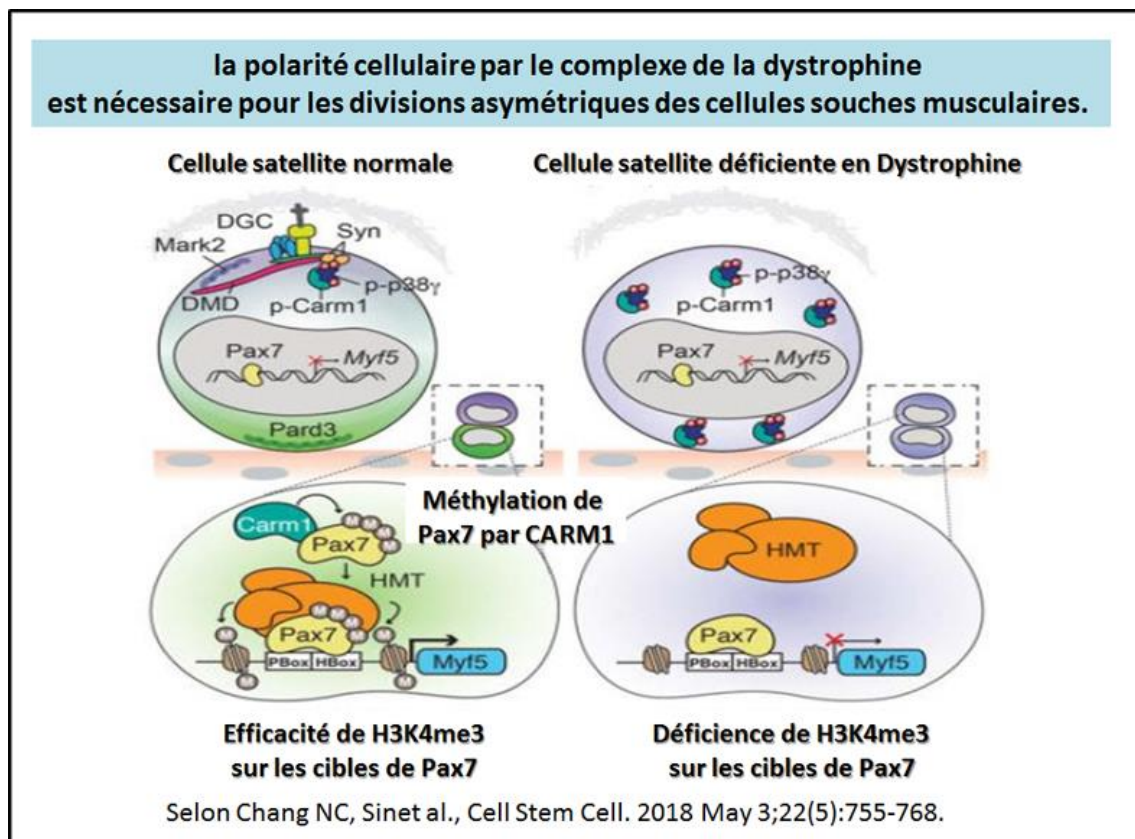 la polarité cellulaire par le complexe de la dystrophine
est nécessaire pour les divisions asymétriques des cellules souches musculaires.
Cellule satellite normale
Cellule satellite déficiente en Dystrophine
DGC
Syn
Mark2
p-p38γ
DMD
p-Carm1
Pax7
Myf5
Pard3
p-p38γ
p-Carm1
Pax7
Myf5
Méthylation de
Pax7 par CARM1
Carm1
M M M M
Pax7
HMT
M M M M
M M
Pax7
PBox HBox
M M
Myf5
HMT
Pax7
PBox HBox
Myf5
Efficacité de H3K4me3
sur les cibles de Pax7
Déficience de H3K4me3
sur les cibles de Pax7
Selon Chang NC, Sinet al., Cell Stem Cell. 2018 May 3;22(5):755-768.